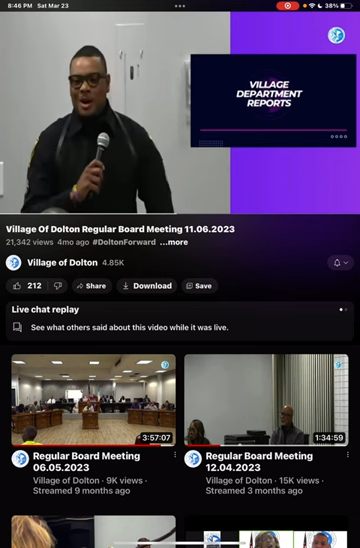 8:46 PM Sat Mar 23
38%
VILLAGE
DEPARTMENT
REPORTS
Village Of Dolton Regular Board Meeting 11.06.2023
21,342 views 4mo ago #DoltonForward ...more
Village of Dolton 4.85K
212 Share Download Save
Live chat replay
See what others said about this video while it was live.
3:57:07
1:34:59
Regular Board Meeting
06.05.2023
Village of Dolton · 9K views ·
Streamed 9 months ago
Regular Board Meeting
12.04.2023
Village of Dolton · 15K views ·
Streamed 3 months ago